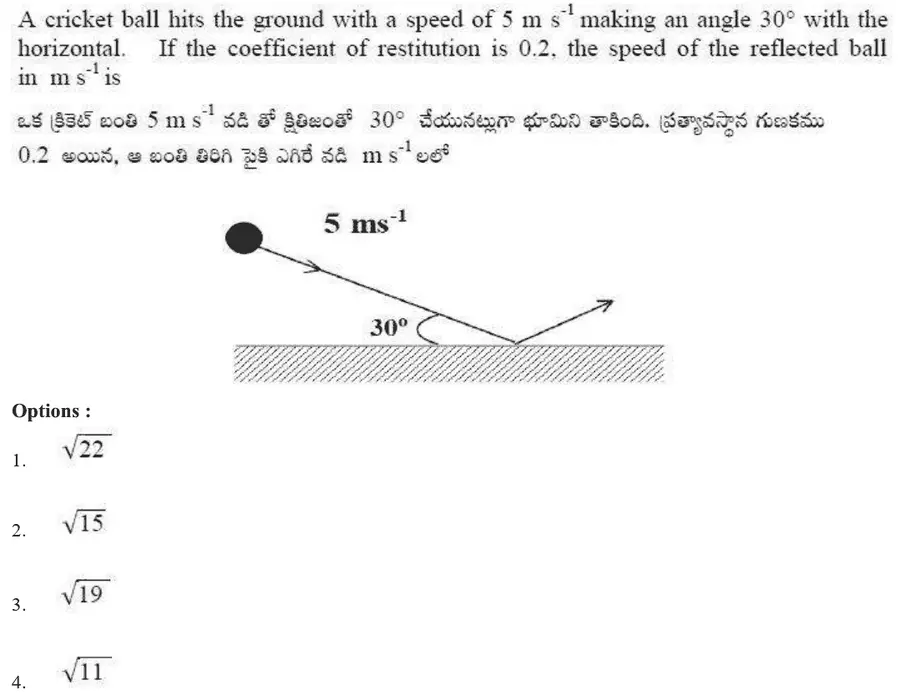 A cricket ball hits the ground with a speed of 5 m s⁻¹ making an angle 30° with the
horizontal. If the coefficient of restitution is 0.2, the speed of the reflected ball
in m s⁻¹ is
ఒక క్రికెట్ బంతి 5 m s⁻¹ వడి తో క్షితిజంతో 30° చేయునట్లుగా భూమిని తాకింది. ప్రత్యావస్థాన గుణకము
0.2 అయిన, ఆ బంతి తిరిగి పైకి ఎగిరే వడి m s⁻¹ లలో
5 ms⁻¹
30°
Options :
1. √22
2. √15
3. √19
4. √11